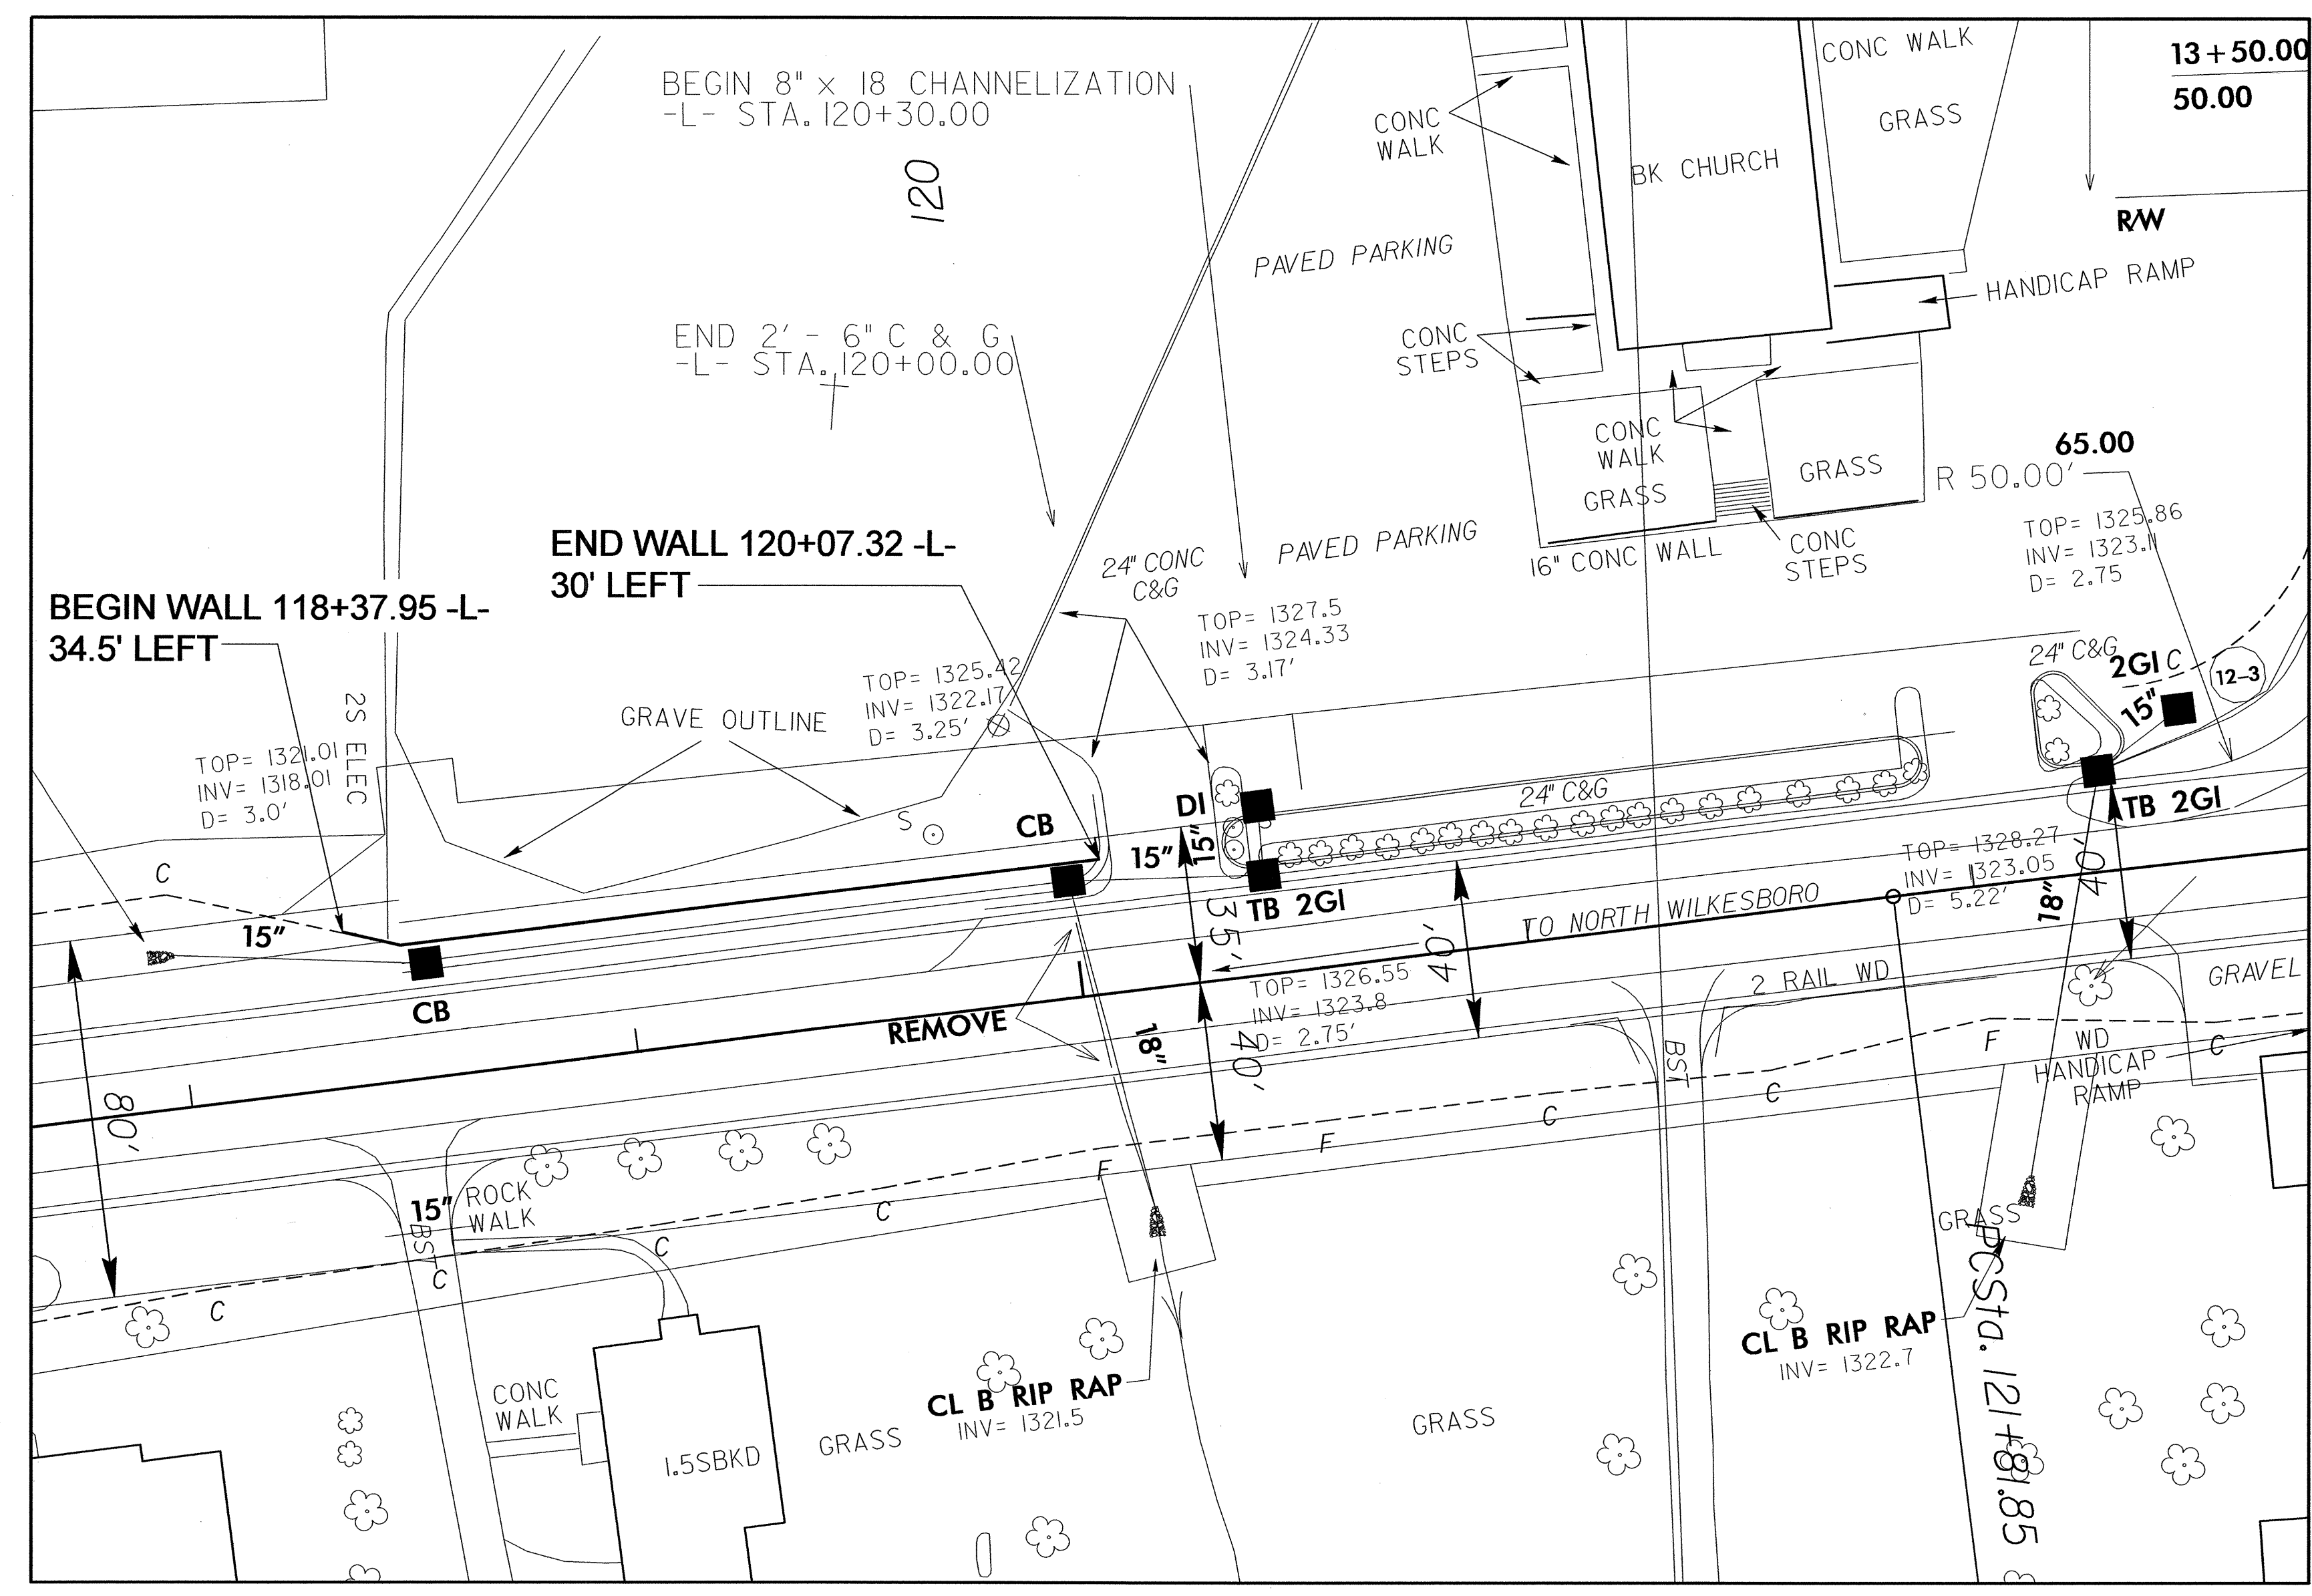 BEGIN 8" x 18 CHANNELIZATION
-L- STA. 120+30.00
120
CONC WALK
13+50.00
50.00
GRASS
CONC
WALK
BK CHURCH
R/W
PAVED PARKING
HANDICAP RAMP
END 2' - 6" C & G
-L- STA. 120+00.00
CONC
STEPS
CONC
WALK
GRASS
GRASS
65.00
R 50.00'
END WALL 120+07.32 -L-
30' LEFT
24" CONC
C&G
PAVED PARKING
16" CONC WALL
CONC
STEPS
TOP= 1325.86
INV= 1323.11
D= 2.75
BEGIN WALL 118+37.95 -L-
34.5' LEFT
TOP= 1327.5
INV= 1324.33
D= 3.17'
24" C&G
2GI
C
12-3
15"
2S ELEC
GRAVE OUTLINE
TOP= 1325.42
INV= 1322.17
D= 3.25'
TOP= 1321.01
INV= 1318.01
D= 3.0'
S
CB
DI
15"
15"
24" C&G
TB 2GI
TB 2GI
C
15"
CB
35'
40'
TO NORTH WILKESBORO
TOP= 1328.27
INV= 1323.05
D= 5.22'
18"
40'
REMOVE
18"
TOP= 1326.55
INV= 1323.8
D= 2.75'
40'
2 RAIL WD
GRAVEL
BST
F
WD
HANDICAP
RAMP
C
80'
C
C
F
F
15"
ROCK
WALK
BST
C
C
C
C
GRASS
PCSta. 121+81.85
CL B RIP RAP
INV= 1322.7
CL B RIP RAP
INV= 1321.5
CONC
WALK
1.5SBKD
GRASS
GRASS